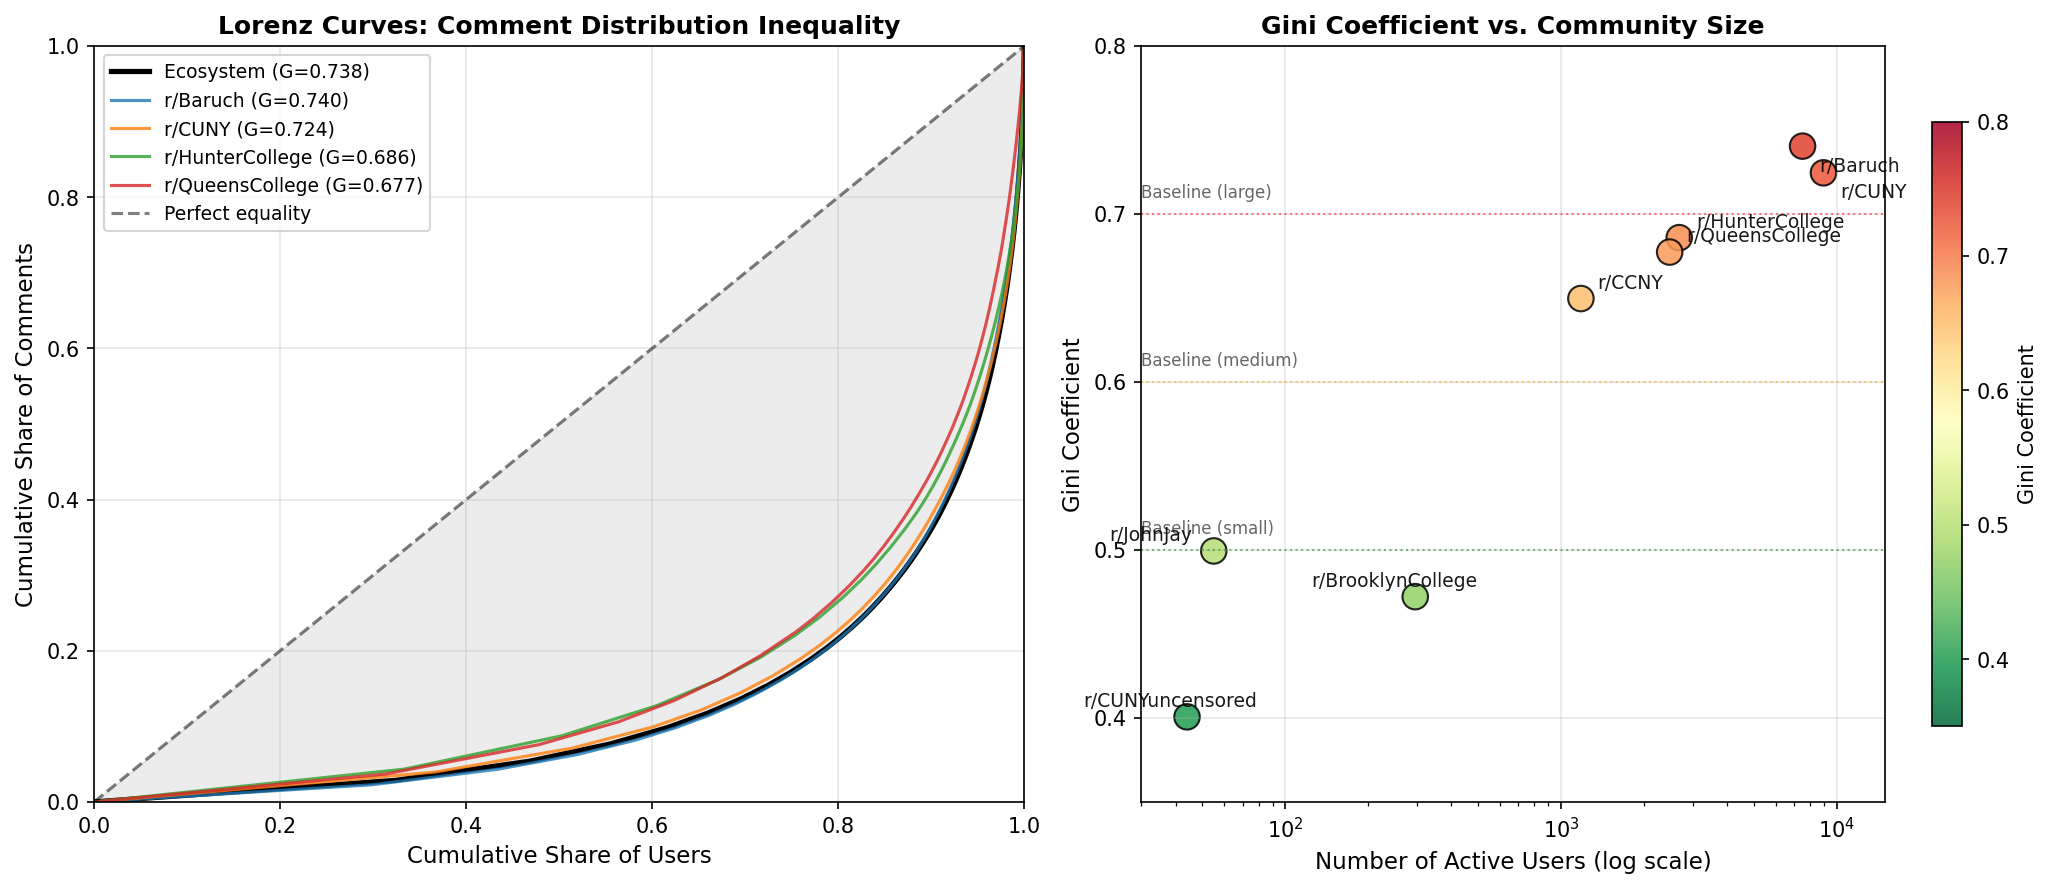 Lorenz Curves: Comment Distribution Inequality
1.0
0.8
0.6
0.4
0.2
0.0
Cumulative Share of Comments
Ecosystem (G=0.738)
r/Baruch (G=0.740)
r/CUNY (G=0.724)
r/HunterCollege (G=0.686)
r/QueensCollege (G=0.677)
Perfect equality
0.0 0.2 0.4 0.6 0.8 1.0
Cumulative Share of Users
Gini Coefficient vs. Community Size
0.8
0.7
0.6
0.5
0.4
Gini Coefficient
r/Baruch
r/CUNY
Baseline (large)
r/HunterCollege
r/QueensCollege
r/CCNY
Baseline (medium)
Baseline (small)
r/JohnJay
r/BrooklynCollege
r/CUNYuncensored
10² 10³ 10⁴
Number of Active Users (log scale)
0.8
0.7
0.6
0.5
0.4
Gini Coefficient